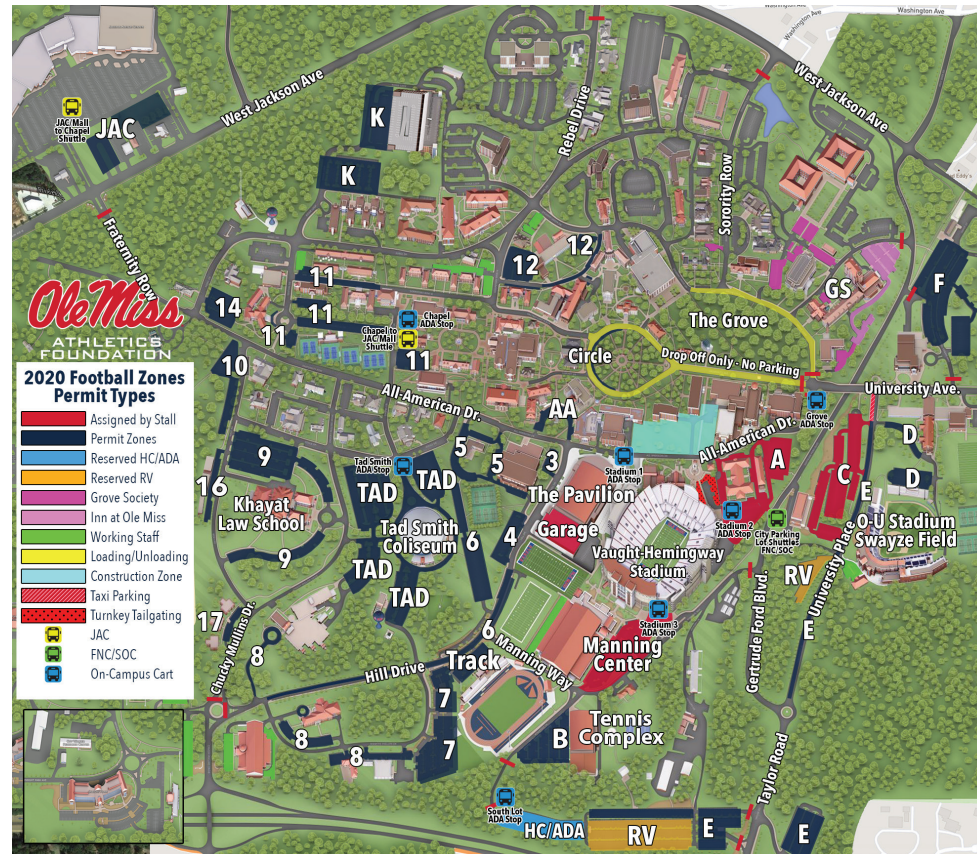 Washington Ave
Washington Ave
Washington Ave
West Jackson Ave
West Jackson Ave
JAC/Mall
to Chapel
Shuttle
JAC
K
K
Rebel Drive
Sorority Row
Fraternity Row
12
12
11
11
11
11
14
GS
F
Ole Miss
ATHLETICS
FOUNDATION
Chapel
ADA Stop
Chapel to
JAC/Mall
Shuttle
The Grove
Circle
Drop Off Only - No Parking
University Ave.
Grove
ADA Stop
10
All-American Dr.
All-American Dr.
AA
2020 Football Zones
Permit Types
Assigned by Stall
Permit Zones
Reserved HC/ADA
Reserved RV
Grove Society
Inn at Ole Miss
Working Staff
Loading/Unloading
Construction Zone
Taxi Parking
Turnkey Tailgating
JAC
FNC/SOC
On-Campus Cart
9
16
Khayat
Law School
9
17
Chucky Mullins Dr.
8
8
8
Tad Smith
ADA Stop
TAD
TAD
Tad Smith
Coliseum
TAD
TAD
5
5
3
6
4
6
Stadium 1
ADA Stop
The Pavilion
Garage
Vaught-Hemingway
Stadium
A
Stadium 2
ADA Stop
City Parking
Lot Shuttles
FNC/SOC
C
E
D
D
O-U Stadium
Swayze Field
RV
E
University Place
Gertrude Ford Blvd.
Stadium 3
ADA Stop
Manning
Center
Manning Way
Track
Hill Drive
7
7
B
Tennis
Complex
Taylor Road
South Lot
ADA Stop
HC/ADA
RV
E
E